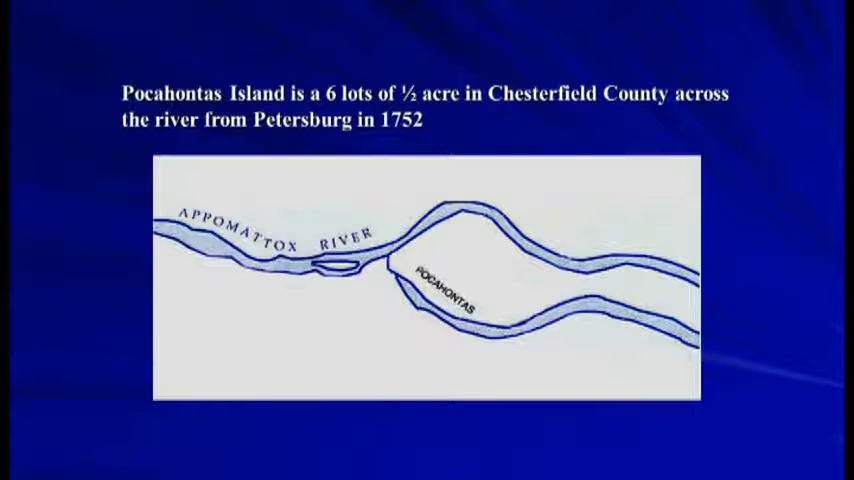 Pocahontas Island is a 6 lots of ½ acre in Chesterfield County across
the river from Petersburg in 1752
APPOMATTOX RIVER
POCAHONTAS